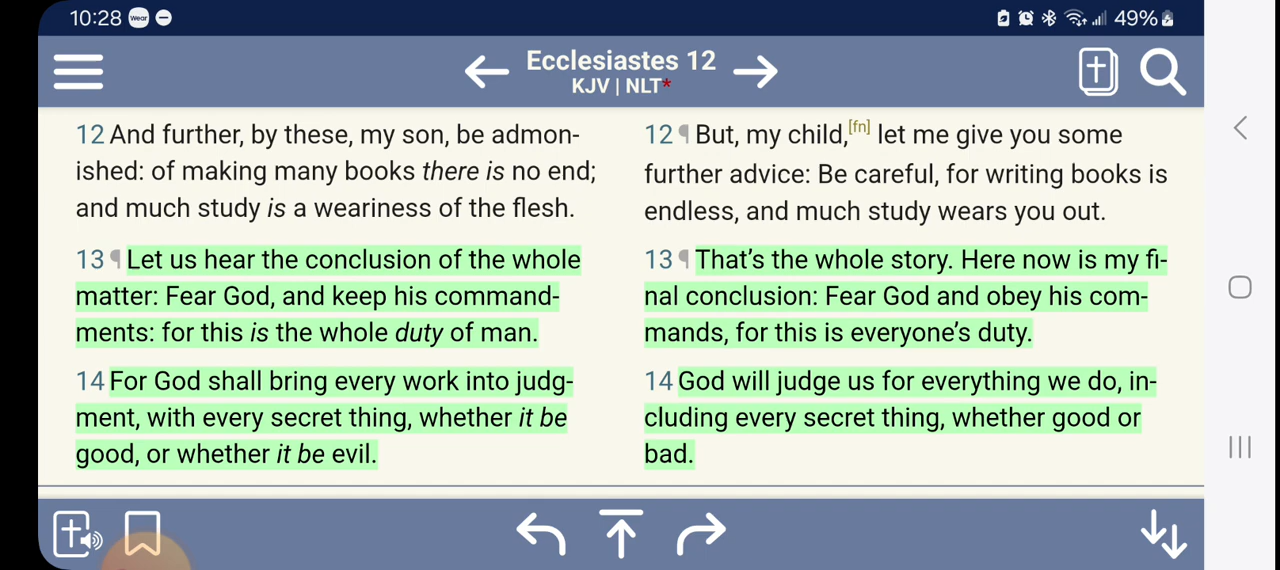 10:28 Wear 49%
Ecclesiastes 12
KJV | NLT*
12 And further, by these, my son, be admon-
ished: of making many books there is no end;
and much study is a weariness of the flesh.
13 ¶ Let us hear the conclusion of the whole
matter: Fear God, and keep his command-
ments: for this is the whole duty of man.
14 For God shall bring every work into judg-
ment, with every secret thing, whether it be
good, or whether it be evil.
12 ¶ But, my child,[fn] let me give you some
further advice: Be careful, for writing books is
endless, and much study wears you out.
13 ¶ That’s the whole story. Here now is my fi-
nal conclusion: Fear God and obey his com-
mands, for this is everyone’s duty.
14 God will judge us for everything we do, in-
cluding every secret thing, whether good or
bad.